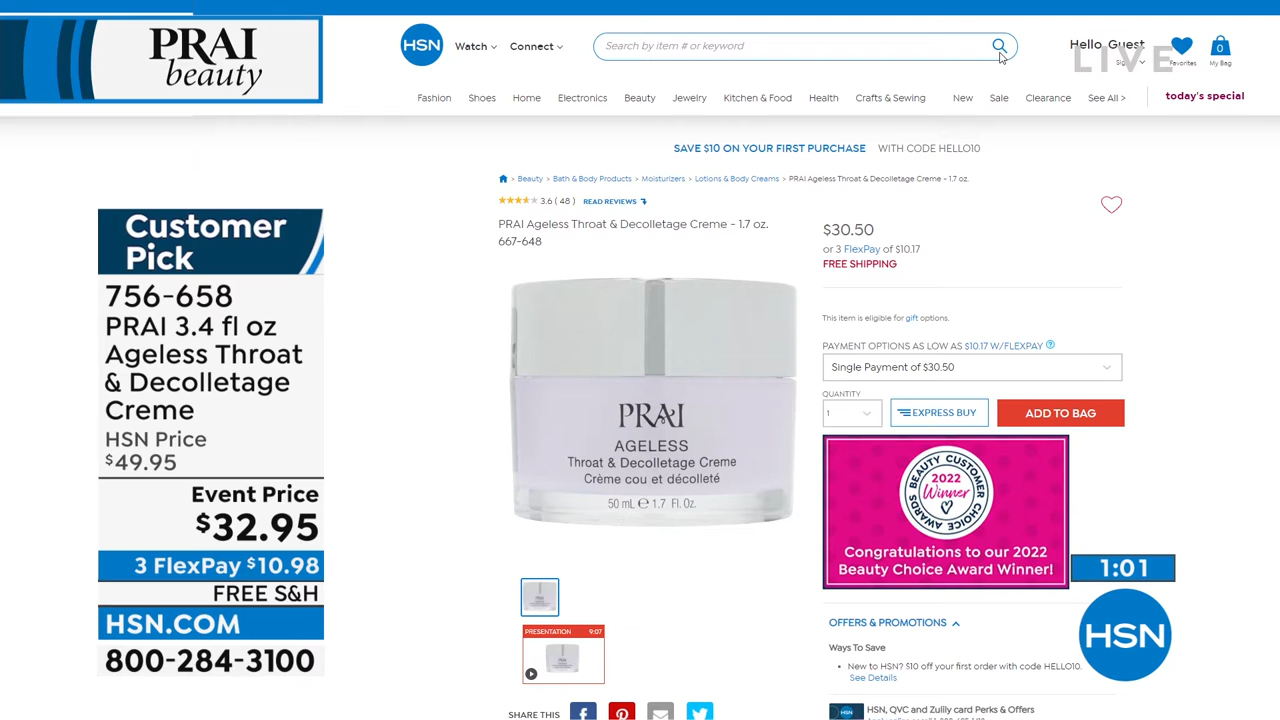 PRAI
beauty
HSN
Watch
Connect
Search by item # or keyword
Hello, Guest
LIVE
Favorites
0
My Bag
Fashion
Shoes
Home
Electronics
Beauty
Jewelry
Kitchen & Food
Health
Crafts & Sewing
New
Sale
Clearance
See All >
today's special
SAVE $10 ON YOUR FIRST PURCHASE WITH CODE HELLO10
> Beauty > Bath & Body Products > Moisturizers > Lotions & Body Creams > PRAI Ageless Throat & Decolletage Creme - 1.7 oz.
3.6 ( 48 ) READ REVIEWS
PRAI Ageless Throat & Decolletage Creme - 1.7 oz.
667-648
PRAI
AGELESS
Throat & Decolletage Creme
Crème cou et décolleté
50 mL ℮ 1.7 Fl. Oz.
PRESENTATION 9:07
SHARE THIS
$30.50
or 3 FlexPay of $10.17
FREE SHIPPING
This item is eligible for gift options.
PAYMENT OPTIONS AS LOW AS $10.17 W/FLEXPAY ?
Single Payment of $30.50
QUANTITY
1
EXPRESS BUY
ADD TO BAG
BEAUTY CUSTOMER CHOICE AWARDS
2022
Winner
Congratulations to our 2022
Beauty Choice Award Winner!
1:01
HSN
OFFERS & PROMOTIONS
Ways To Save
• New to HSN? $10 off your first order with code HELLO10.
See Details
HSN, QVC and Zulily card Perks & Offers
Customer
Pick
756-658
PRAI 3.4 fl oz
Ageless Throat
& Decolletage
Creme
HSN Price
$49.95
Event Price
$32.95
3 FlexPay $10.98
FREE S&H
HSN.COM
800-284-3100